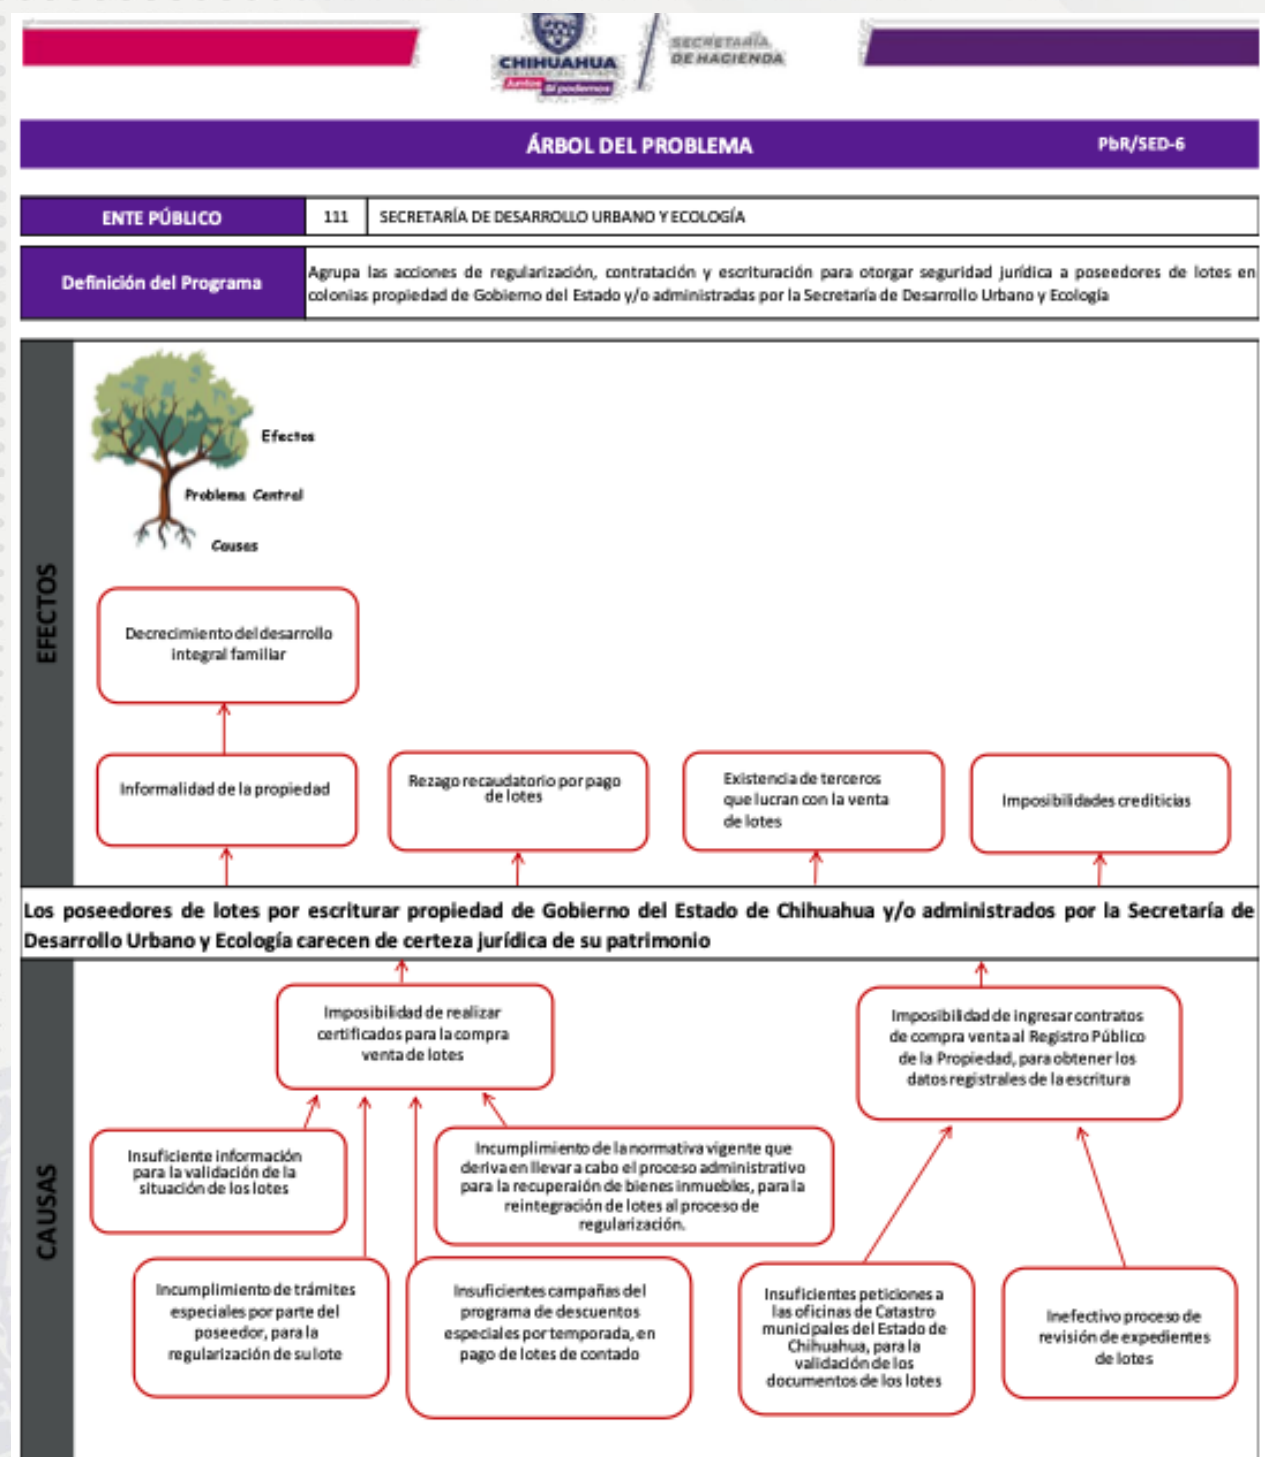 CHIHUAHUA
Juntos Sí podemos
SECRETARÍA
DE HACIENDA
ÁRBOL DEL PROBLEMA
PbR/SED-6
ENTE PÚBLICO
111
SECRETARÍA DE DESARROLLO URBANO Y ECOLOGÍA
Definición del Programa
Agrupa las acciones de regularización, contratación y escrituración para otorgar seguridad jurídica a poseedores de lotes en
colonias propiedad de Gobierno del Estado y/o administradas por la Secretaría de Desarrollo Urbano y Ecología
EFECTOS
Efectos
Problema Central
Causas
Decrecimiento del desarrollo
integral familiar
Informalidad de la propiedad
Rezago recaudatorio por pago
de lotes
Existencia de terceros
que lucran con la venta
de lotes
Imposibilidades crediticias
Los poseedores de lotes por escriturar propiedad de Gobierno del Estado de Chihuahua y/o administrados por la Secretaría de
Desarrollo Urbano y Ecología carecen de certeza jurídica de su patrimonio
CAUSAS
Imposibilidad de realizar
certificados para la compra
venta de lotes
Imposibilidad de ingresar contratos
de compra venta al Registro Público
de la Propiedad, para obtener los
datos registrales de la escritura
Insuficiente información
para la validación de la
situación de los lotes
Incumplimiento de la normativa vigente que
deriva en llevar a cabo el proceso administrativo
para la recuperaión de bienes inmuebles, para la
reintegración de lotes al proceso de
regularización.
Incumplimiento de trámites
especiales por parte del
poseedor, para la
regularización de su lote
Insuficientes campañas del
programa de descuentos
especiales por temporada, en
pago de lotes de contado
Insuficientes peticiones a
las oficinas de Catastro
municipales del Estado de
Chihuahua, para la
validación de los
documentos de los lotes
Inefectivo proceso de
revisión de expedientes
de lotes